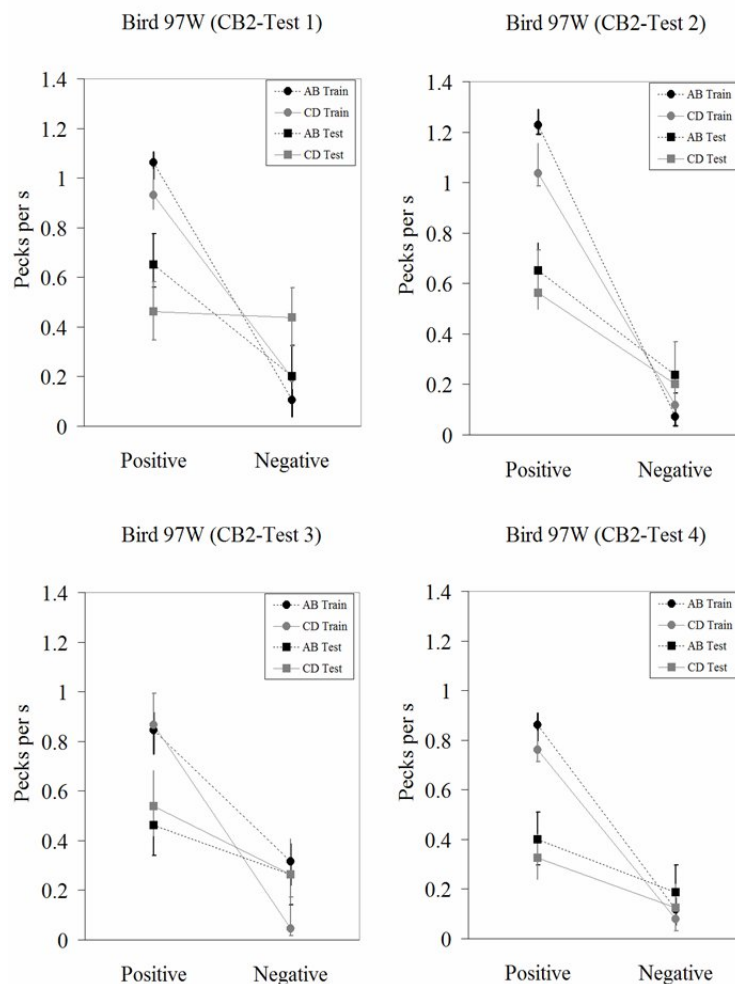 Bird 97W (CB2-Test 1)
1.4
1.2
1
0.8
0.6
0.4
0.2
0
Pecks per s
AB Train
CD Train
AB Test
CD Test
Positive
Negative
Bird 97W (CB2-Test 2)
1.4
1.2
1
0.8
0.6
0.4
0.2
0
Pecks per s
AB Train
CD Train
AB Test
CD Test
Positive
Negative
Bird 97W (CB2-Test 3)
1.4
1.2
1
0.8
0.6
0.4
0.2
0
Pecks per s
AB Train
CD Train
AB Test
CD Test
Positive
Negative
Bird 97W (CB2-Test 4)
1.4
1.2
1
0.8
0.6
0.4
0.2
0
Pecks per s
AB Train
CD Train
AB Test
CD Test
Positive
Negative